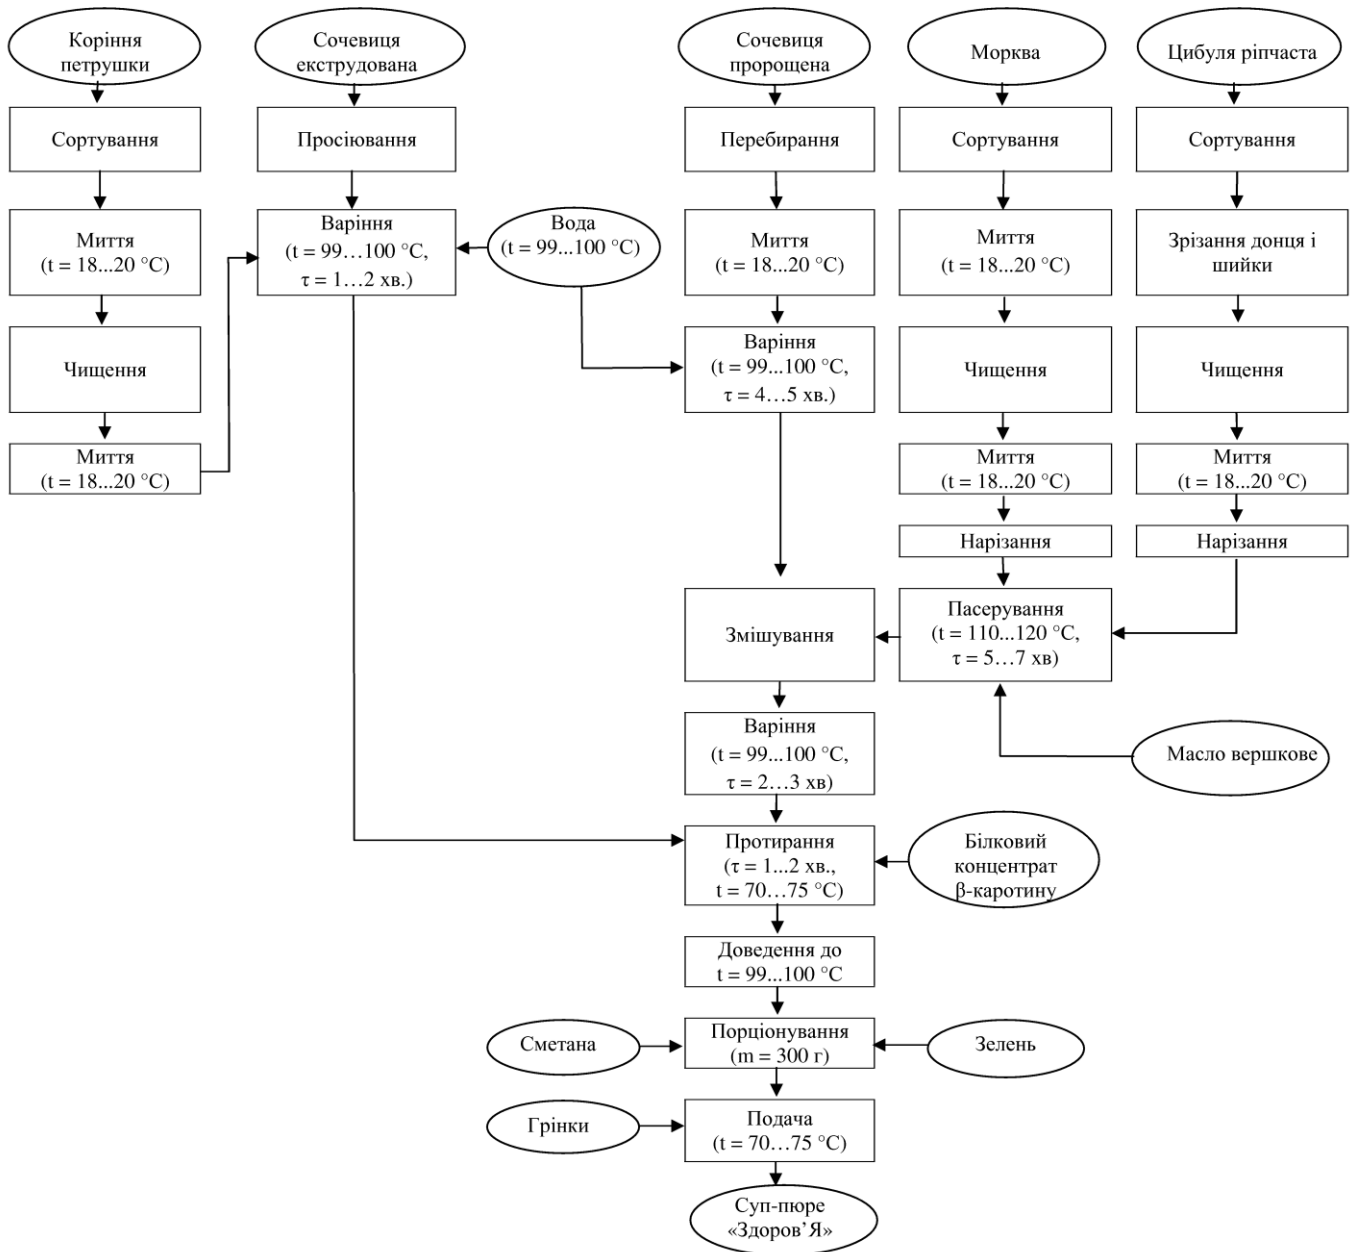 Коріння
петрушки
Сочевиця
екструдована
Сочевиця
пророщена
Морква
Цибуля ріпчаста
Сортування
Просіювання
Перебирання
Сортування
Сортування
Миття
(t = 18...20 °C)
Варіння
(t = 99…100 °C,
τ = 1…2 хв.)
Вода
(t = 99...100 °C)
Миття
(t = 18...20 °C)
Миття
(t = 18...20 °C)
Зрізання донця і
шийки
Чищення
Варіння
(t = 99...100 °C,
τ = 4…5 хв.)
Чищення
Чищення
Миття
(t = 18...20 °C)
Миття
(t = 18...20 °C)
Миття
(t = 18...20 °C)
Нарізання
Нарізання
Змішування
Пасерування
(t = 110...120 °C,
τ = 5…7 хв)
Варіння
(t = 99...100 °C,
τ = 2…3 хв)
Масло вершкове
Протирання
(τ = 1...2 хв.,
t = 70…75 °C)
Білковий
концентрат
β-каротину
Доведення до
t = 99...100 °C
Сметана
Порціонування
(m = 300 г)
Зелень
Грінки
Подача
(t = 70…75 °C)
Суп-пюре
«Здоров’Я»